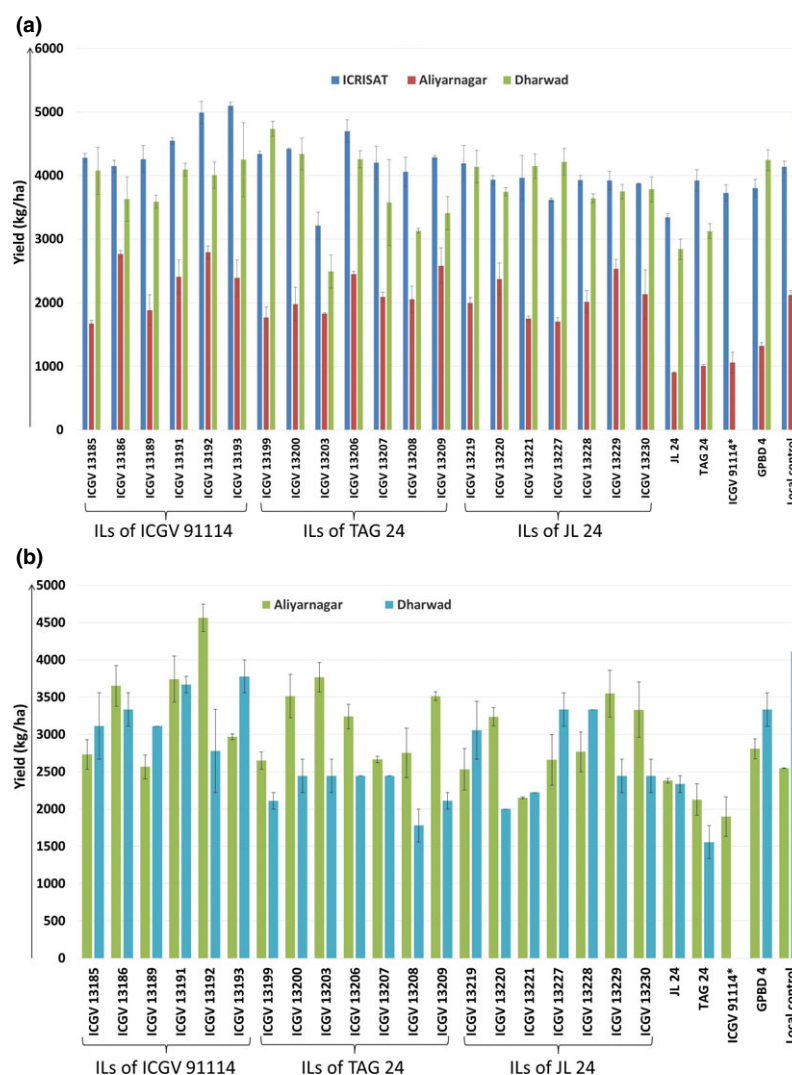 (a)
6000
5000
4000
3000
2000
1000
0
Yield (kg/ha)
ICRISAT Aliyarnagar Dharwad
ICGV 13185
ICGV 13186
ICGV 13189
ICGV 13191
ICGV 13192
ICGV 13193
ICGV 13199
ICGV 13200
ICGV 13203
ICGV 13206
ICGV 13207
ICGV 13208
ICGV 13209
ICGV 13219
ICGV 13220
ICGV 13221
ICGV 13227
ICGV 13228
ICGV 13229
ICGV 13230
JL 24
TAG 24
ICGV 91114*
GPBD 4
Local control
ILs of ICGV 91114 ILs of TAG 24 ILs of JL 24
(b)
5000
4500
4000
3500
3000
2500
2000
1500
1000
500
0
Yield (kg/ha)
Aliyarnagar Dharwad
ICGV 13185
ICGV 13186
ICGV 13189
ICGV 13191
ICGV 13192
ICGV 13193
ICGV 13199
ICGV 13200
ICGV 13203
ICGV 13206
ICGV 13207
ICGV 13208
ICGV 13209
ICGV 13219
ICGV 13220
ICGV 13221
ICGV 13227
ICGV 13228
ICGV 13229
ICGV 13230
JL 24
TAG 24
ICGV 91114*
GPBD 4
Local control
ILs of ICGV 91114 ILs of TAG 24 ILs of JL 24